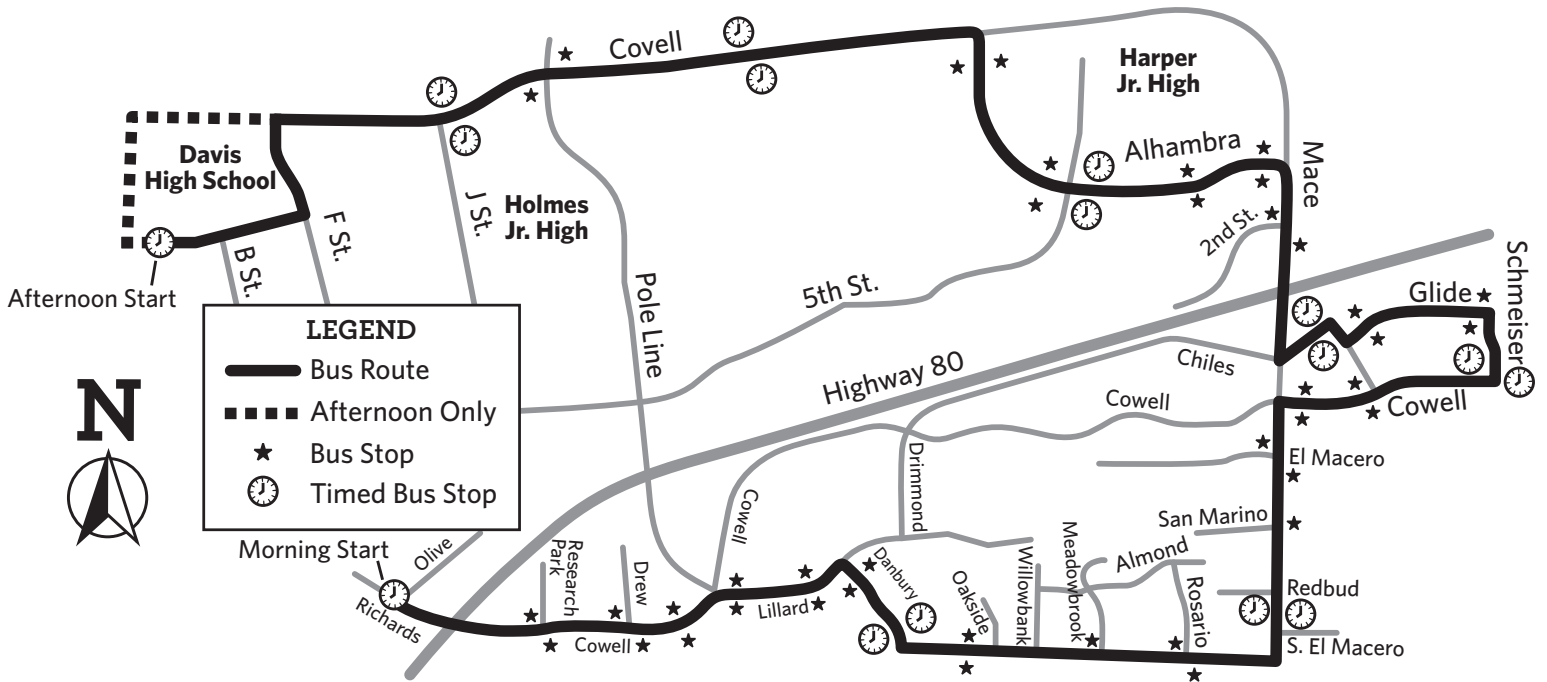 Covell
Harper
Jr. High
Davis
High School
Alhambra
Mace
Holmes
Jr. High
J St.
F St.
B St.
2nd St.
Afternoon Start
Pole Line
5th St.
Glide
Schmeiser
LEGEND
Bus Route
Afternoon Only
Bus Stop
Timed Bus Stop
N
Highway 80
Chiles
Cowell
Cowell
El Macero
Drimmond
Cowell
San Marino
Morning Start
Olive
Research
Park
Drew
Danbury
Willowbank
Meadowbrook
Almond
Oakside
Rosario
Redbud
Richards
Lillard
Cowell
S. El Macero